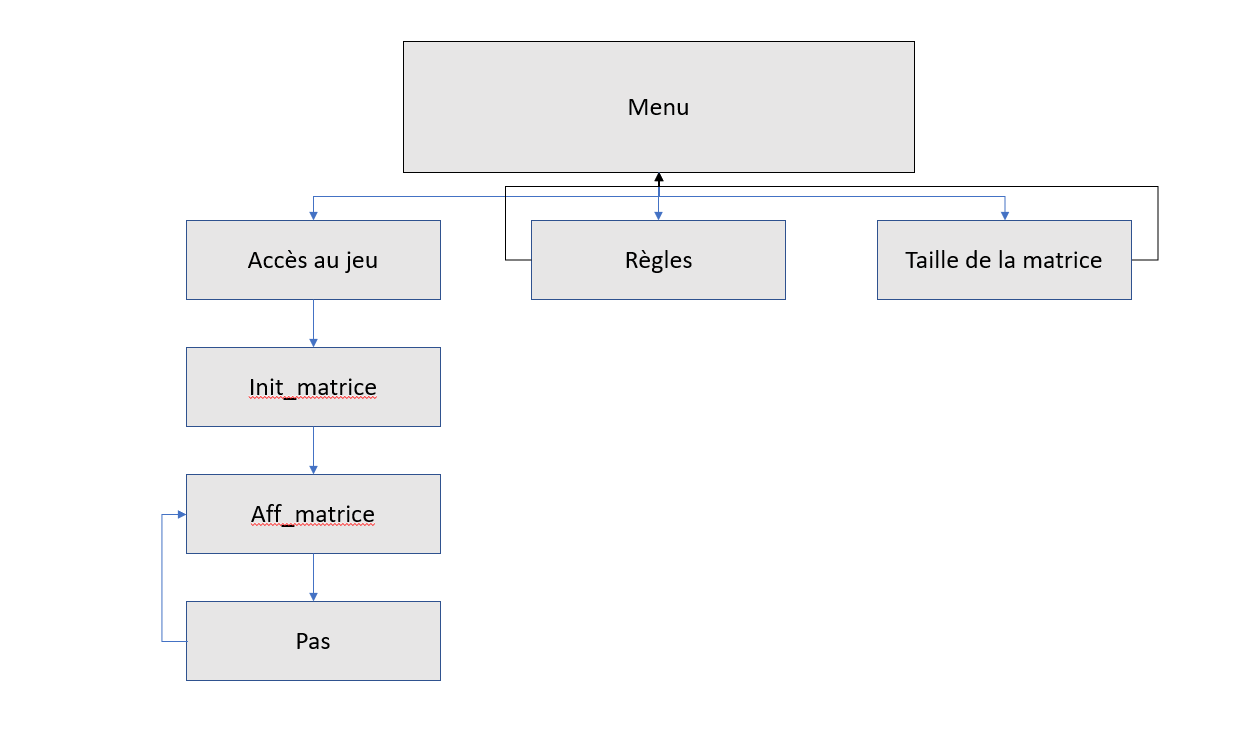 Menu
Accès au jeu
Règles
Taille de la matrice
Init_matrice
Aff_matrice
Pas